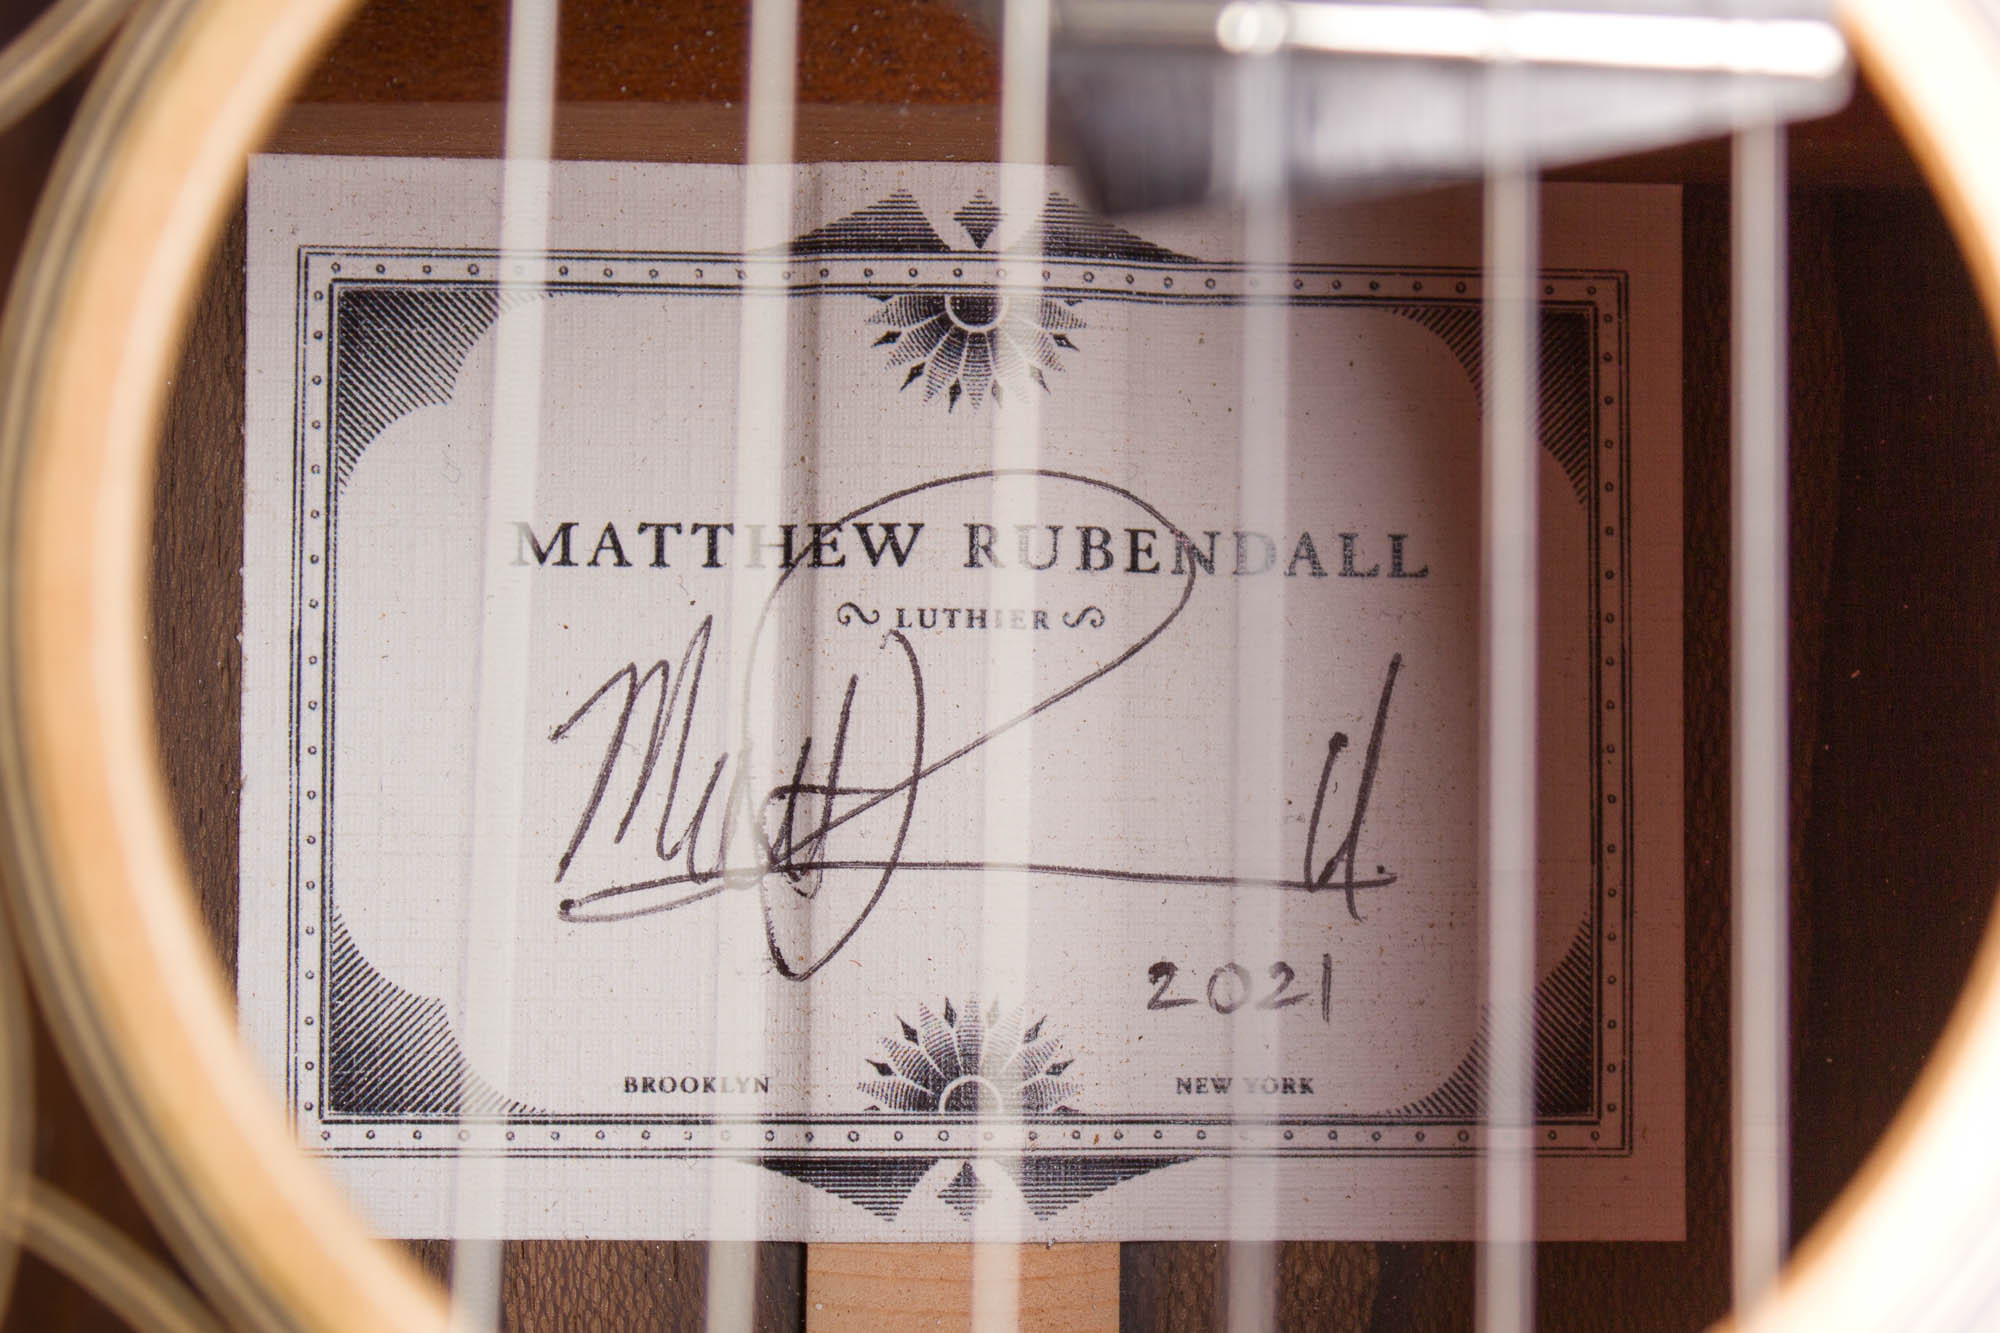 MATTHEW RUBENDALL
LUTHIER
2021
BROOKLYN NEW YORK